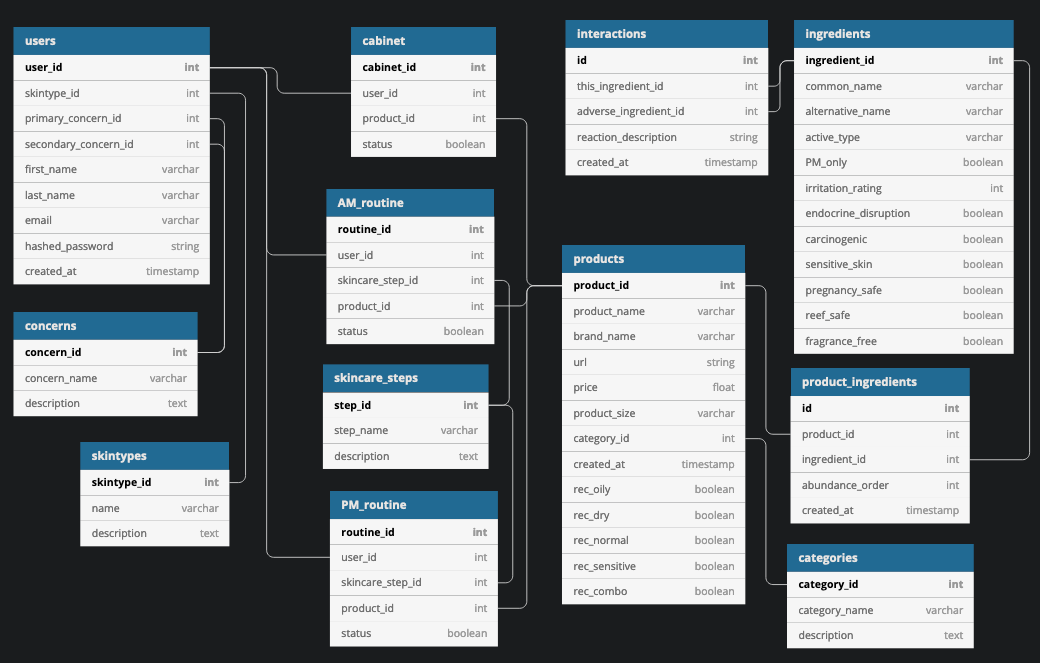 users
user_id int
skintype_id int
primary_concern_id int
secondary_concern_id int
first_name varchar
last_name varchar
email varchar
hashed_password string
created_at timestamp
concerns
concern_id int
concern_name varchar
description text
skintypes
skintype_id int
name varchar
description text
cabinet
cabinet_id int
user_id int
product_id int
status boolean
AM_routine
routine_id int
user_id int
skincare_step_id int
product_id int
status boolean
skincare_steps
step_id int
step_name varchar
description text
PM_routine
routine_id int
user_id int
skincare_step_id int
product_id int
status boolean
interactions
id int
this_ingredient_id int
adverse_ingredient_id int
reaction_description string
created_at timestamp
products
product_id int
product_name varchar
brand_name varchar
url string
price float
product_size varchar
category_id int
created_at timestamp
rec_oily boolean
rec_dry boolean
rec_normal boolean
rec_sensitive boolean
rec_combo boolean
ingredients
ingredient_id int
common_name varchar
alternative_name varchar
active_type varchar
PM_only boolean
irritation_rating int
endocrine_disruption boolean
carcinogenic boolean
sensitive_skin boolean
pregnancy_safe boolean
reef_safe boolean
fragrance_free boolean
product_ingredients
id int
product_id int
ingredient_id int
abundance_order int
created_at timestamp
categories
category_id int
category_name varchar
description text